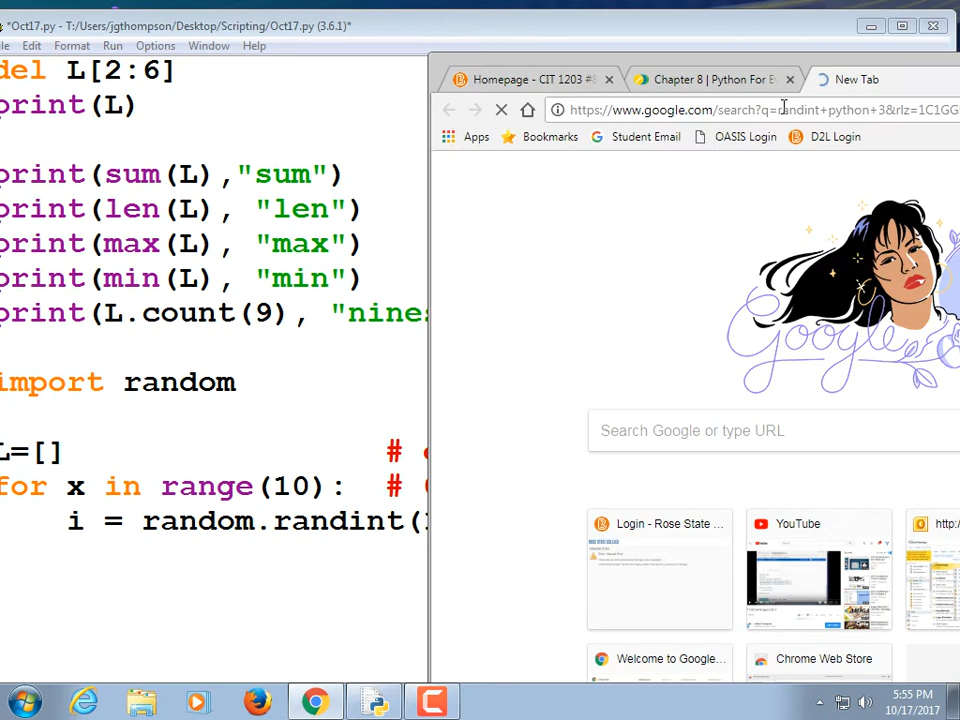 *Oct17.py - T:/Users/jgthompson/Desktop/Scripting/Oct17.py (3.6.1)*
le Edit Format Run Options Window Help
del L[2:6]
print(L)
print(sum(L),"sum")
print(len(L), "len")
print(max(L), "max")
print(min(L), "min")
print(L.count(9), "nines
import random
L=[] #
for x in range(10): #
i = random.randint(
Homepage - CIT 1203 #
Chapter 8 | Python For E
New Tab
https://www.google.com/search?q=randint+python+3&rlz=1C1GG
Apps Bookmarks Student Email OASIS Login D2L Login
Google
Search Google or type URL
Login - Rose State ... YouTube http:/
Welcome to Google... Chrome Web Store
5:55 PM
10/17/2017